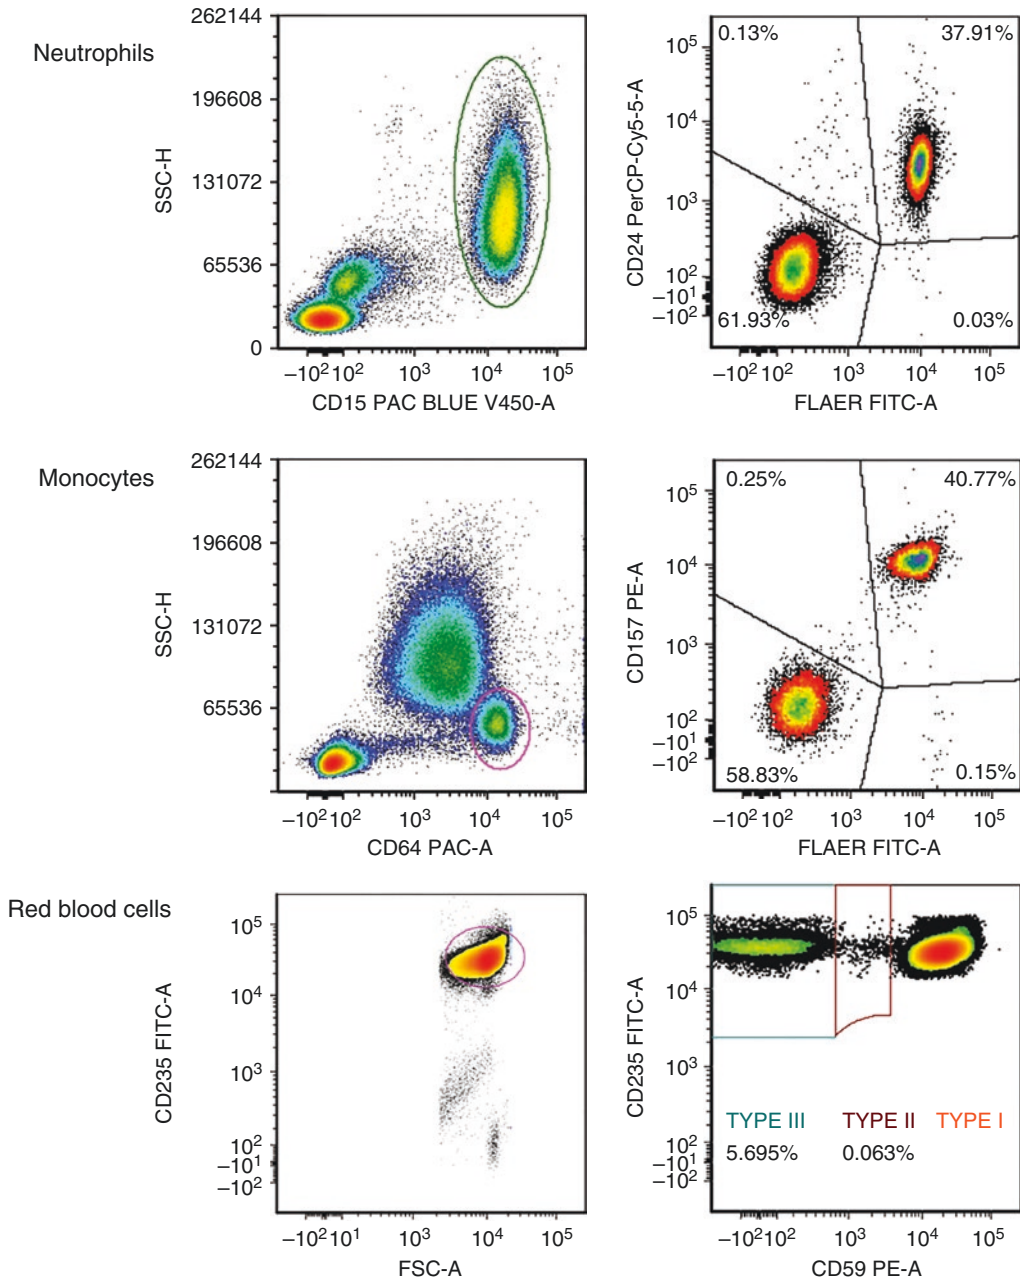 Neutrophils
262144
196608
131072
65536
0
SSC-H
−10² 10² 10³ 10⁴ 10⁵
CD15 PAC BLUE V450-A
0.13% 37.91%
10⁵
10⁴
10³
10²
−10¹
−10²
61.93% 0.03%
CD24 PerCP-Cy5-5-A
−10² 10² 10³ 10⁴ 10⁵
FLAER FITC-A
Monocytes
262144
196608
131072
65536
SSC-H
−10² 10² 10³ 10⁴ 10⁵
CD64 PAC-A
0.25% 40.77%
10⁵
10⁴
10³
10²
−10¹
−10²
58.83% 0.15%
CD157 PE-A
−10² 10² 10³ 10⁴ 10⁵
FLAER FITC-A
Red blood cells
10⁵
10⁴
10³
10²
−10¹
−10²
CD235 FITC-A
−10² 10² 10³ 10⁴ 10⁵
FSC-A
10⁵
10⁴
10³
10²
−10¹
−10²
CD235 FITC-A
TYPE III TYPE II TYPE I
5.695% 0.063%
−10² 10² 10³ 10⁴ 10⁵
CD59 PE-A